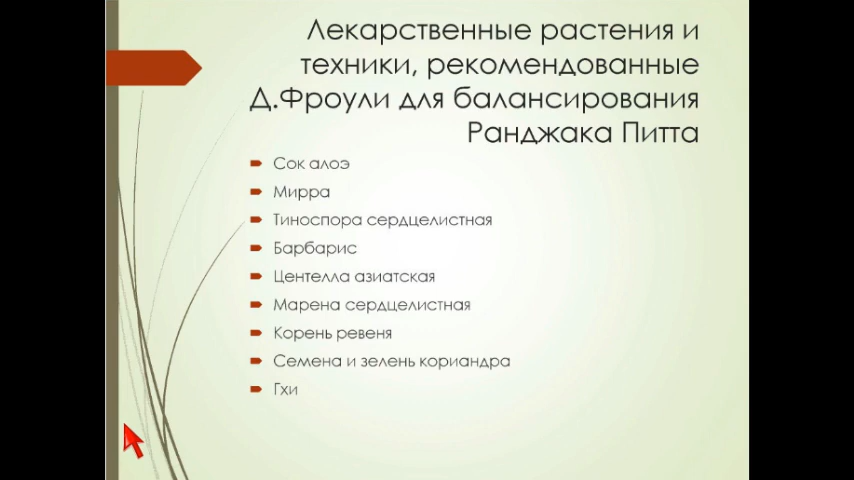 Лекарственные растения и
техники, рекомендованные
Д.Фроули для балансирования
Ранджака Питта
Сок алоэ
Мирра
Тиноспора сердцелистная
Барбарис
Центелла азиатская
Марена сердцелистная
Корень ревеня
Семена и зелень кориандра
Гхи